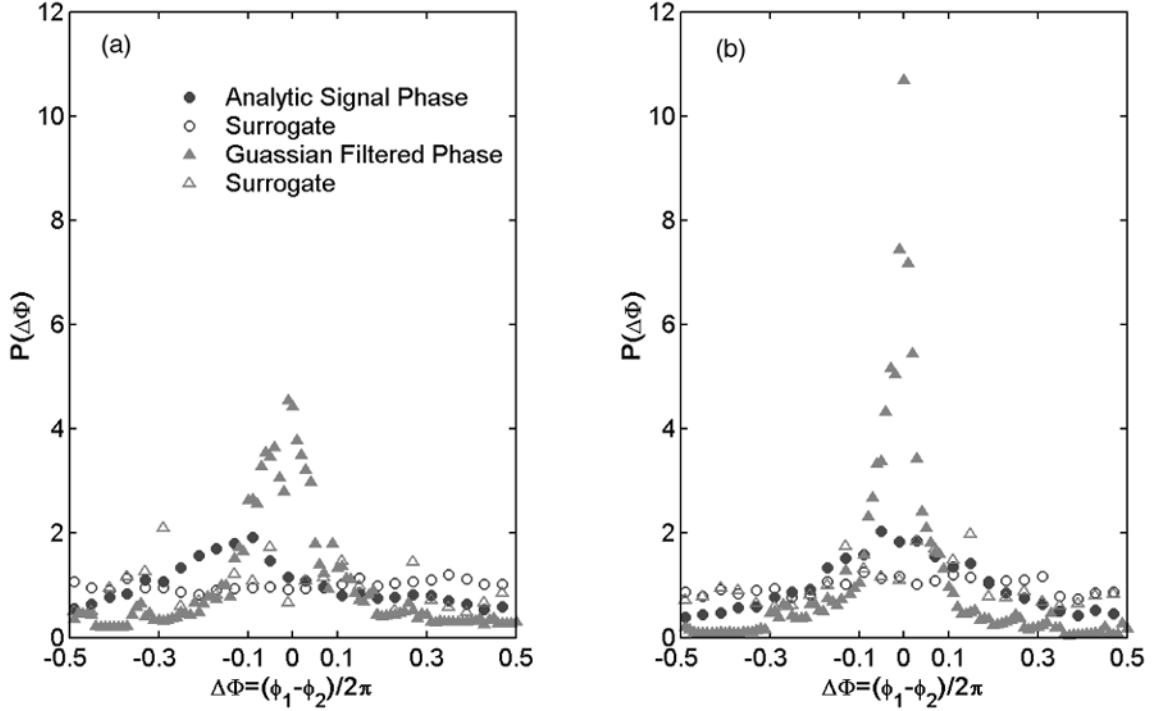 (a)
Analytic Signal Phase
Surrogate
Guassian Filtered Phase
Surrogate
P(ΔΦ)
12
10
8
6
4
2
0
-0.5 -0.3 -0.1 0 0.1 0.3 0.5
ΔΦ=(ϕ₁-ϕ₂)/2π
(b)
P(ΔΦ)
12
10
8
6
4
2
0
-0.5 -0.3 -0.1 0 0.1 0.3 0.5
ΔΦ=(ϕ₁-ϕ₂)/2π